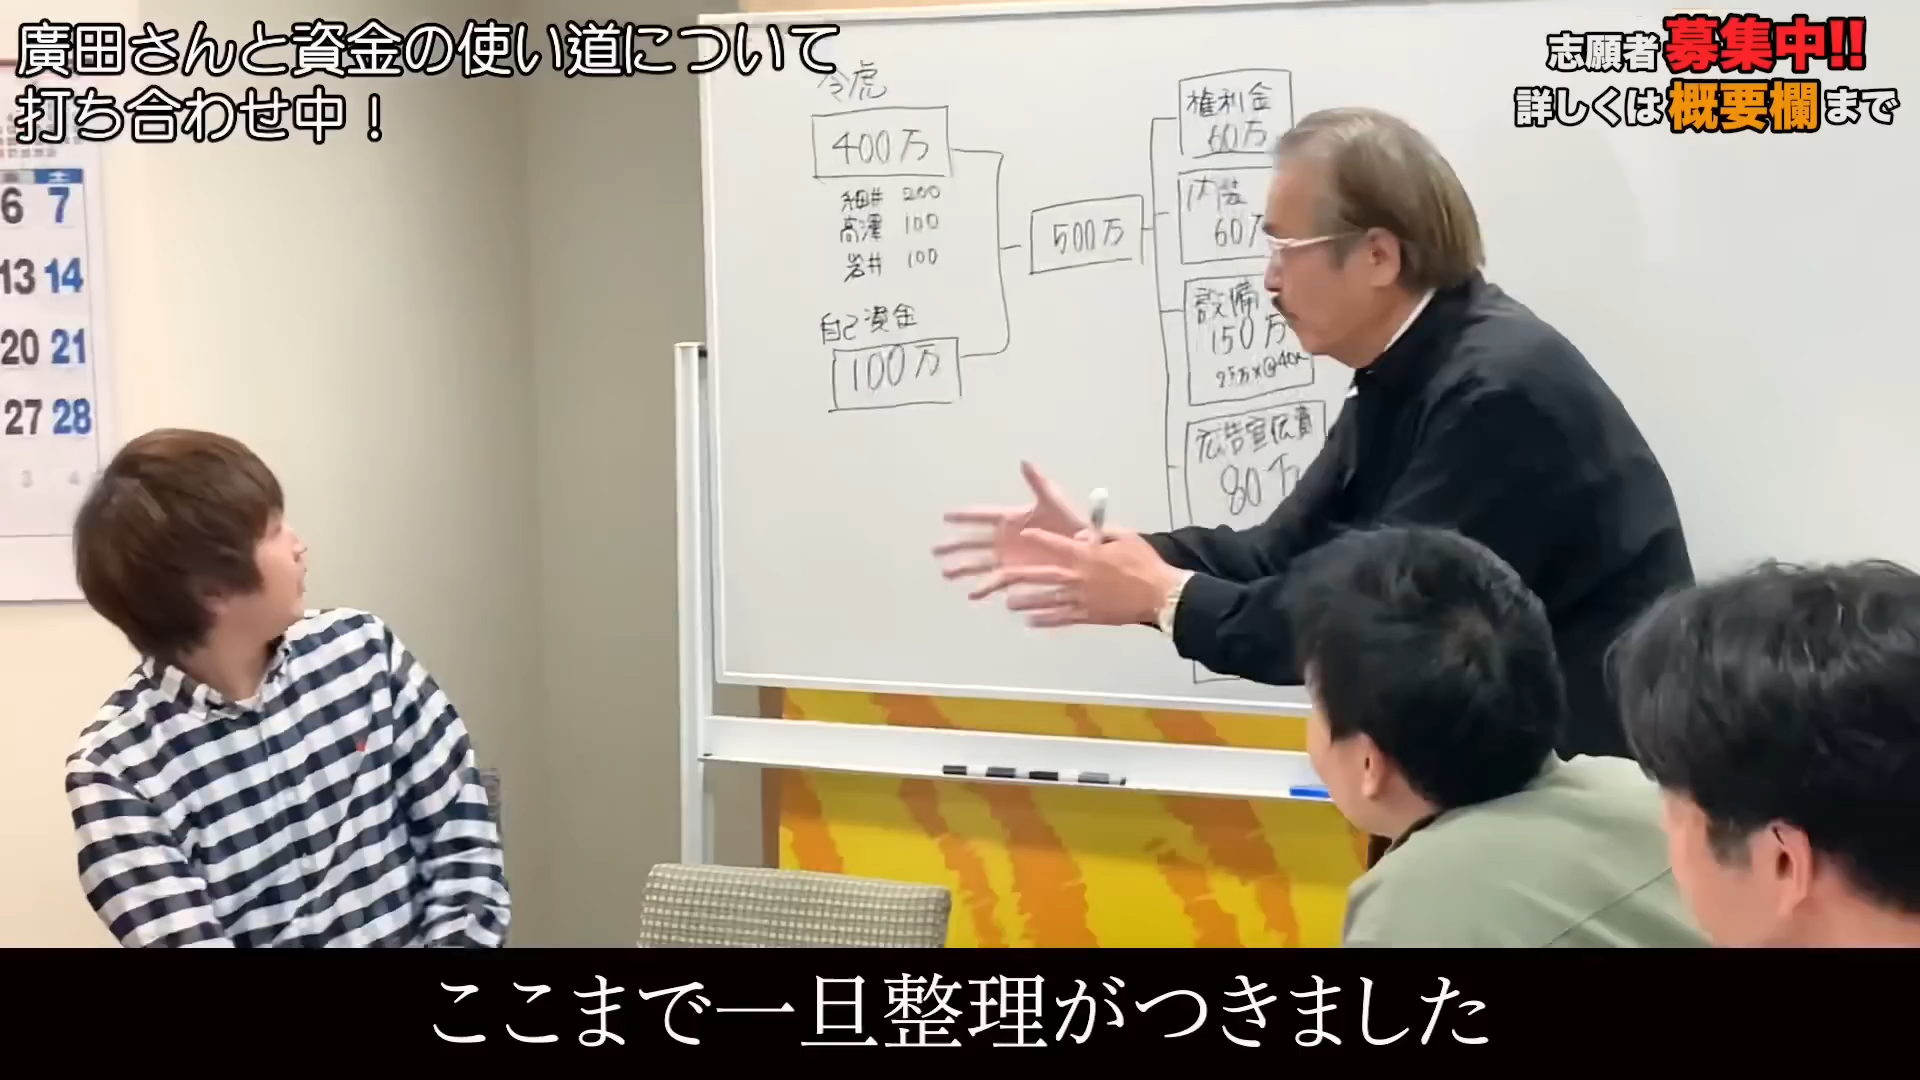 廣田さんと資金の使い道について
打ち合わせ中！
志願者募集中!!
詳しくは概要欄まで
令虎
400万
細井 200
高澤 100
岩井 100
自己資金
100万
500万
権利金
60万
内装
60万
設備
150万
広告宣伝費
80万
6 7
13 14
20 21
27 28
3 4
土
ここまで一旦整理がつきました